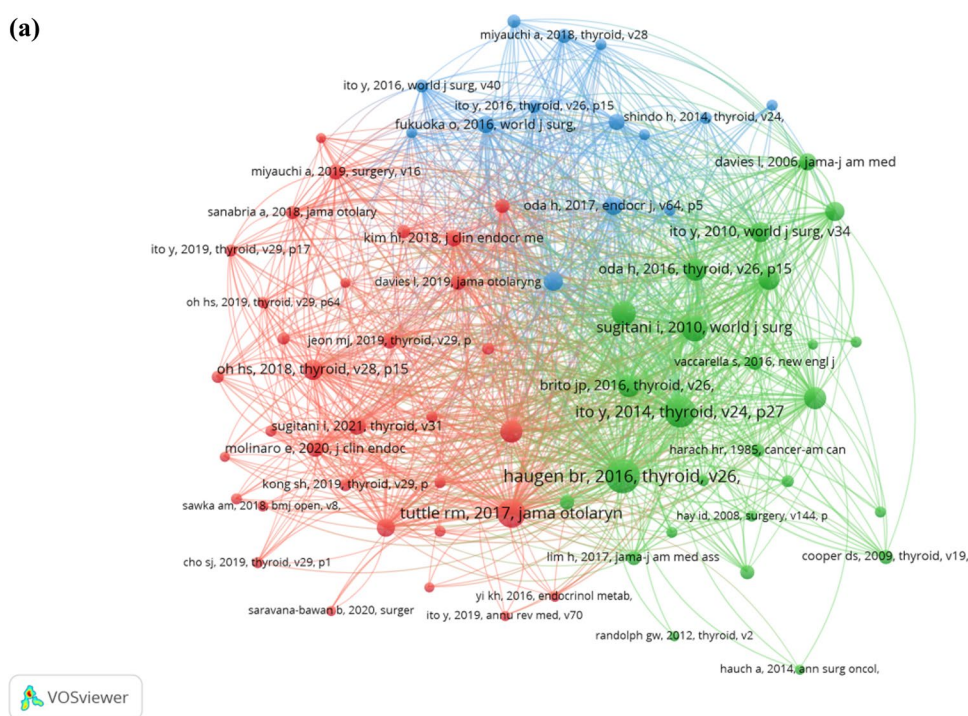 (a)
miyauchi a, 2018, thyroid, v28
ito y, 2016, world j surg, v40
ito y, 2016, thyroid, v26, p15
shindo h, 2014, thyroid, v24,
fukuoka o, 2016, world j surg,
davies l, 2006, jama-j am med
miyauchi a, 2019, surgery, v16
oda h, 2017, endocr j, v64, p5
sanabria a, 2018, jama otolary
ito y, 2010, world j surg, v34
kim hi, 2018, j clin endocr me
ito y, 2019, thyroid, v29, p17
oda h, 2016, thyroid, v26, p15
davies l, 2019, jama otolaryng
oh hs, 2019, thyroid, v29, p64
sugitani i, 2010, world j surg
jeon mj, 2019, thyroid, v29, p
vaccarella s, 2016, new engl j
oh hs, 2018, thyroid, v28, p15
brito jp, 2016, thyroid, v26,
ito y, 2014, thyroid, v24, p27
sugitani i, 2021, thyroid, v31
molinaro e, 2020, j clin endoc
harach hr, 1985, cancer-am can
haugen br, 2016, thyroid, v26,
kong sh, 2019, thyroid, v29, p
sawka am, 2018, bmj open, v8,
tuttle rm, 2017, jama otolaryn
hay id, 2008, surgery, v144, p
cho sj, 2019, thyroid, v29, p1
lim h, 2017, jama-j am med ass
cooper ds, 2009, thyroid, v19,
yi kh, 2016, endocrinol metab,
saravana-bawan b, 2020, surger
ito y, 2019, annu rev med, v70
randolph gw, 2012, thyroid, v2
hauch a, 2014, ann surg oncol,
VOSviewer